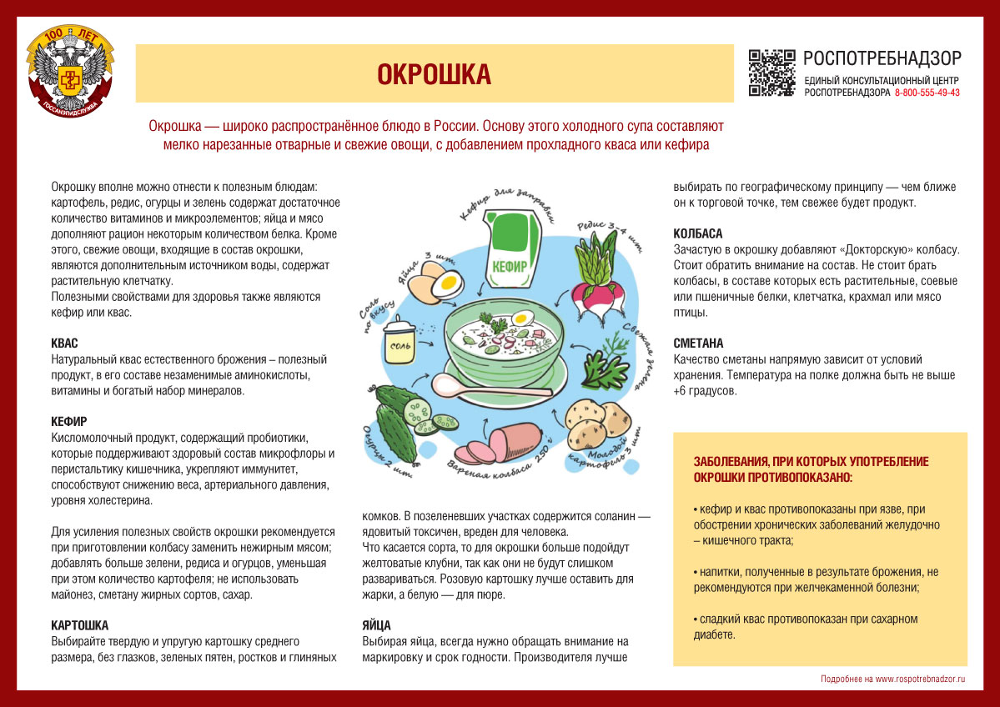 100 ЛЕТ
ГОССАНЭПИДСЛУЖБА
ОКРОШКА
РОСПОТРЕБНАДЗОР
ЕДИНЫЙ КОНСУЛЬТАЦИОННЫЙ ЦЕНТР
РОСПОТРЕБНАДЗОРА 8-800-555-49-43
Окрошка — широко распространённое блюдо в России. Основу этого холодного супа составляют
мелко нарезанные отварные и свежие овощи, с добавлением прохладного кваса или кефира
Окрошку вполне можно отнести к полезным блюдам:
картофель, редис, огурцы и зелень содержат достаточное
количество витаминов и микроэлементов; яйца и мясо
дополняют рацион некоторым количеством белка. Кроме
этого, свежие овощи, входящие в состав окрошки,
являются дополнительным источником воды, содержат
растительную клетчатку.
Полезными свойствами для здоровья также являются
кефир или квас.
КВАС
Натуральный квас естественного брожения – полезный
продукт, в его составе незаменимые аминокислоты,
витамины и богатый набор минералов.
КЕФИР
Кисломолочный продукт, содержащий пробиотики,
которые поддерживают здоровый состав микрофлоры и
перистальтику кишечника, укрепляют иммунитет,
способствуют снижению веса, артериального давления,
уровня холестерина.
Для усиления полезных свойств окрошки рекомендуется
при приготовлении колбасу заменить нежирным мясом;
добавлять больше зелени, редиса и огурцов, уменьшая
при этом количество картофеля; не использовать
майонез, сметану жирных сортов, сахар.
КАРТОШКА
Выбирайте твердую и упругую картошку среднего
размера, без глазков, зеленых пятен, ростков и глиняных
Кефир для заправки
КЕФИР
Редис 3-4 шт.
Яйца 3 шт.
Соль
по вкусу
СОЛЬ
Свежая зелень
Огурцы 2 шт.
Вареная колбаса 250 г
Молодой
картофель 3 шт.
комков. В позеленевших участках содержится соланин —
ядовитый токсичен, вреден для человека.
Что касается сорта, то для окрошки больше подойдут
желтоватые клубни, так как они не будут слишком
развариваться. Розовую картошку лучше оставить для
жарки, а белую — для пюре.
ЯЙЦА
Выбирая яйца, всегда нужно обращать внимание на
маркировку и срок годности. Производителя лучше
выбирать по географическому принципу — чем ближе
он к торговой точке, тем свежее будет продукт.
КОЛБАСА
Зачастую в окрошку добавляют «Докторскую» колбасу.
Стоит обратить внимание на состав. Не стоит брать
колбасы, в составе которых есть растительные, соевые
или пшеничные белки, клетчатка, крахмал или мясо
птицы.
СМЕТАНА
Качество сметаны напрямую зависит от условий
хранения. Температура на полке должна быть не выше
+6 градусов.
ЗАБОЛЕВАНИЯ, ПРИ КОТОРЫХ УПОТРЕБЛЕНИЕ
ОКРОШКИ ПРОТИВОПОКАЗАНО:
• кефир и квас противопоказаны при язве, при
обострении хронических заболеваний желудочно
– кишечного тракта;
• напитки, полученные в результате брожения, не
рекомендуются при желчекаменной болезни;
• сладкий квас противопоказан при сахарном
диабете.
Подробнее на www.rospotrebnadzor.ru